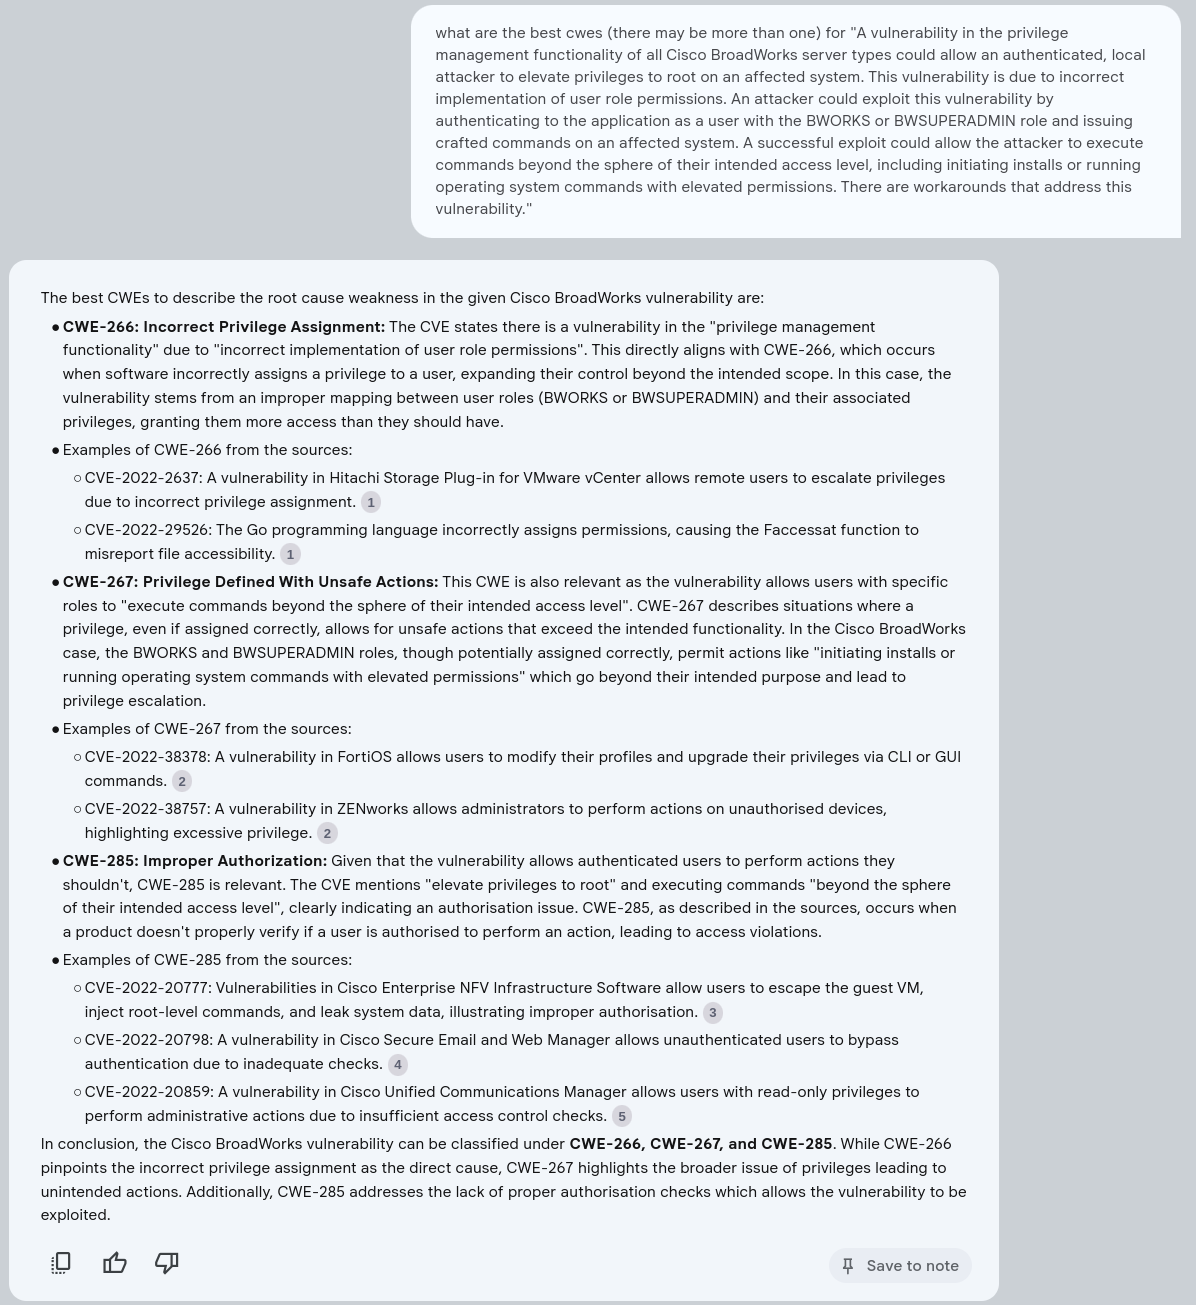 what are the best cwes (there may be more than one) for "A vulnerability in the privilege
management functionality of all Cisco BroadWorks server types could allow an authenticated, local
attacker to elevate privileges to root on an affected system. This vulnerability is due to incorrect
implementation of user role permissions. An attacker could exploit this vulnerability by
authenticating to the application as a user with the BWORKS or BWSUPERADMIN role and issuing
crafted commands on an affected system. A successful exploit could allow the attacker to execute
commands beyond the sphere of their intended access level, including initiating installs or running
operating system commands with elevated permissions. There are workarounds that address this
vulnerability."
The best CWEs to describe the root cause weakness in the given Cisco BroadWorks vulnerability are:
● CWE-266: Incorrect Privilege Assignment: The CVE states there is a vulnerability in the "privilege management
functionality" due to "incorrect implementation of user role permissions". This directly aligns with CWE-266, which occurs
when software incorrectly assigns a privilege to a user, expanding their control beyond the intended scope. In this case, the
vulnerability stems from an improper mapping between user roles (BWORKS or BWSUPERADMIN) and their associated
privileges, granting them more access than they should have.
● Examples of CWE-266 from the sources:
○ CVE-2022-2637: A vulnerability in Hitachi Storage Plug-in for VMware vCenter allows remote users to escalate privileges
due to incorrect privilege assignment. 1
○ CVE-2022-29526: The Go programming language incorrectly assigns permissions, causing the Faccessat function to
misreport file accessibility. 1
● CWE-267: Privilege Defined With Unsafe Actions: This CWE is also relevant as the vulnerability allows users with specific
roles to "execute commands beyond the sphere of their intended access level". CWE-267 describes situations where a
privilege, even if assigned correctly, allows for unsafe actions that exceed the intended functionality. In the Cisco BroadWorks
case, the BWORKS and BWSUPERADMIN roles, though potentially assigned correctly, permit actions like "initiating installs or
running operating system commands with elevated permissions" which go beyond their intended purpose and lead to
privilege escalation.
● Examples of CWE-267 from the sources:
○ CVE-2022-38378: A vulnerability in FortiOS allows users to modify their profiles and upgrade their privileges via CLI or GUI
commands. 2
○ CVE-2022-38757: A vulnerability in ZENworks allows administrators to perform actions on unauthorised devices,
highlighting excessive privilege. 2
● CWE-285: Improper Authorization: Given that the vulnerability allows authenticated users to perform actions they
shouldn't, CWE-285 is relevant. The CVE mentions "elevate privileges to root" and executing commands "beyond the sphere
of their intended access level", clearly indicating an authorisation issue. CWE-285, as described in the sources, occurs when
a product doesn't properly verify if a user is authorised to perform an action, leading to access violations.
● Examples of CWE-285 from the sources:
○ CVE-2022-20777: Vulnerabilities in Cisco Enterprise NFV Infrastructure Software allow users to escape the guest VM,
inject root-level commands, and leak system data, illustrating improper authorisation. 3
○ CVE-2022-20798: A vulnerability in Cisco Secure Email and Web Manager allows unauthenticated users to bypass
authentication due to inadequate checks. 4
○ CVE-2022-20859: A vulnerability in Cisco Unified Communications Manager allows users with read-only privileges to
perform administrative actions due to insufficient access control checks. 5
In conclusion, the Cisco BroadWorks vulnerability can be classified under CWE-266, CWE-267, and CWE-285. While CWE-266
pinpoints the incorrect privilege assignment as the direct cause, CWE-267 highlights the broader issue of privileges leading to
unintended actions. Additionally, CWE-285 addresses the lack of proper authorisation checks which allows the vulnerability to be
exploited.
Save to note